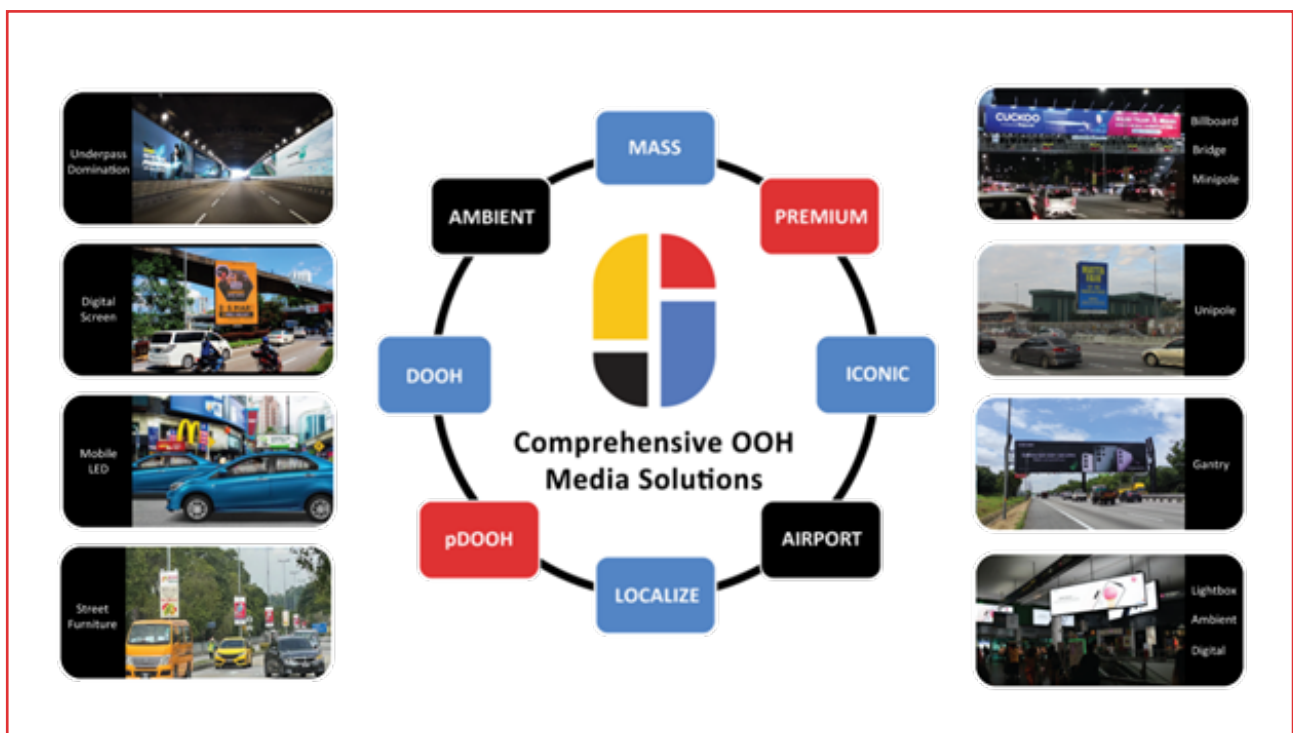 Underpass
Domination
Digital
Screen
Mobile
LED
Street
Furniture
MASS
AMBIENT
PREMIUM
DOOH
ICONIC
Comprehensive OOH
Media Solutions
pDOOH
AIRPORT
LOCALIZE
CUCKOO
Billboard
Bridge
Minipole
Unipole
Gantry
Lightbox
Ambient
Digital